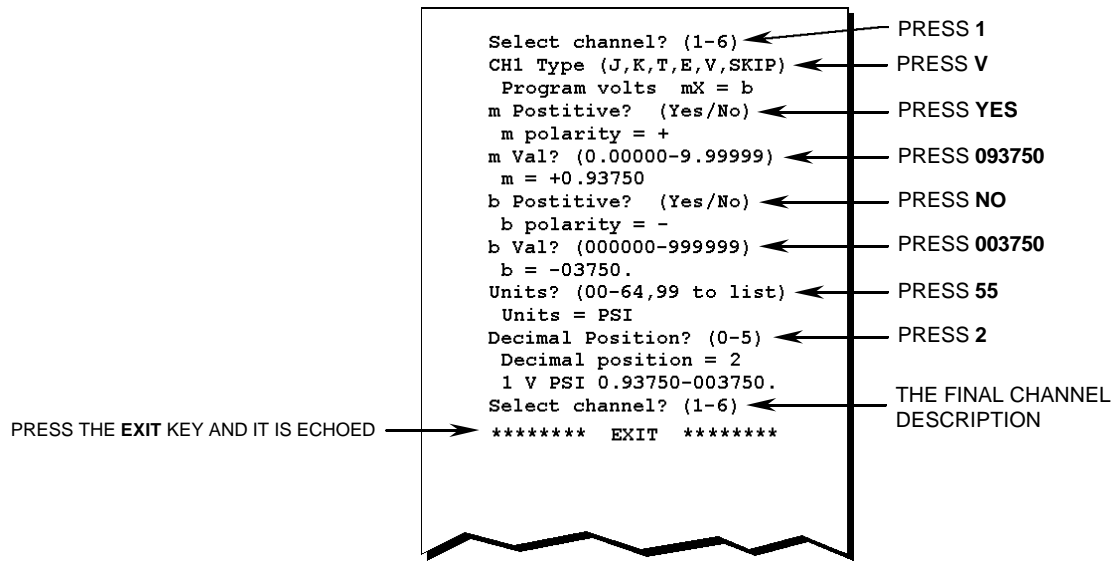 Select channel? (1-6)
PRESS 1
CH1 Type (J,K,T,E,V,SKIP)
PRESS V
Program volts mX = b
m Postitive? (Yes/No)
PRESS YES
m polarity = +
m Val? (0.00000-9.99999)
PRESS 093750
m = +0.93750
b Postitive? (Yes/No)
PRESS NO
b polarity = -
b Val? (000000-999999)
PRESS 003750
b = -03750.
Units? (00-64,99 to list)
PRESS 55
Units = PSI
Decimal Position? (0-5)
PRESS 2
Decimal position = 2
1 V PSI 0.93750-003750.
Select channel? (1-6)
THE FINAL CHANNEL
DESCRIPTION
PRESS THE EXIT KEY AND IT IS ECHOED
******** EXIT ********